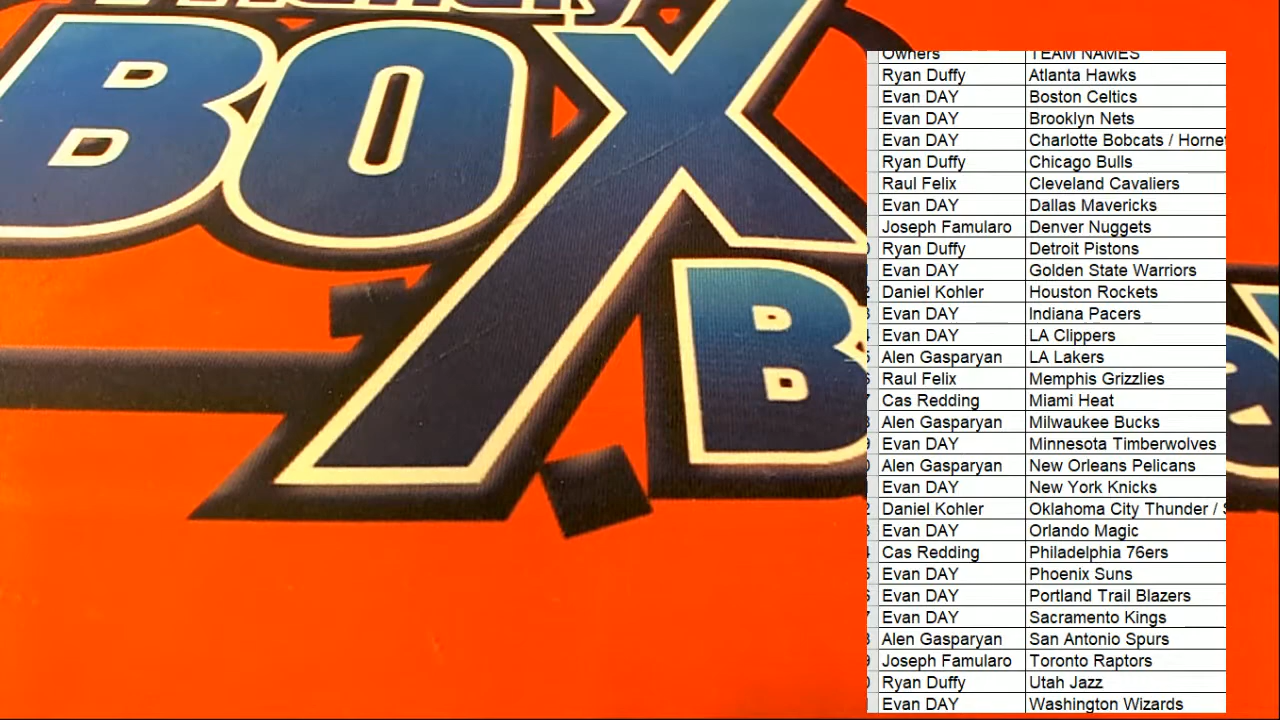 BOX
B
Owners TEAM NAMES
Ryan Duffy Atlanta Hawks
Evan DAY Boston Celtics
Evan DAY Brooklyn Nets
Evan DAY Charlotte Bobcats / Hornet
Ryan Duffy Chicago Bulls
Raul Felix Cleveland Cavaliers
Evan DAY Dallas Mavericks
Joseph Famularo Denver Nuggets
Ryan Duffy Detroit Pistons
Evan DAY Golden State Warriors
Daniel Kohler Houston Rockets
Evan DAY Indiana Pacers
Evan DAY LA Clippers
Alen Gasparyan LA Lakers
Raul Felix Memphis Grizzlies
Cas Redding Miami Heat
Alen Gasparyan Milwaukee Bucks
Evan DAY Minnesota Timberwolves
Alen Gasparyan New Orleans Pelicans
Evan DAY New York Knicks
Daniel Kohler Oklahoma City Thunder /
Evan DAY Orlando Magic
Cas Redding Philadelphia 76ers
Evan DAY Phoenix Suns
Evan DAY Portland Trail Blazers
Evan DAY Sacramento Kings
Alen Gasparyan San Antonio Spurs
Joseph Famularo Toronto Raptors
Ryan Duffy Utah Jazz
Evan DAY Washington Wizards